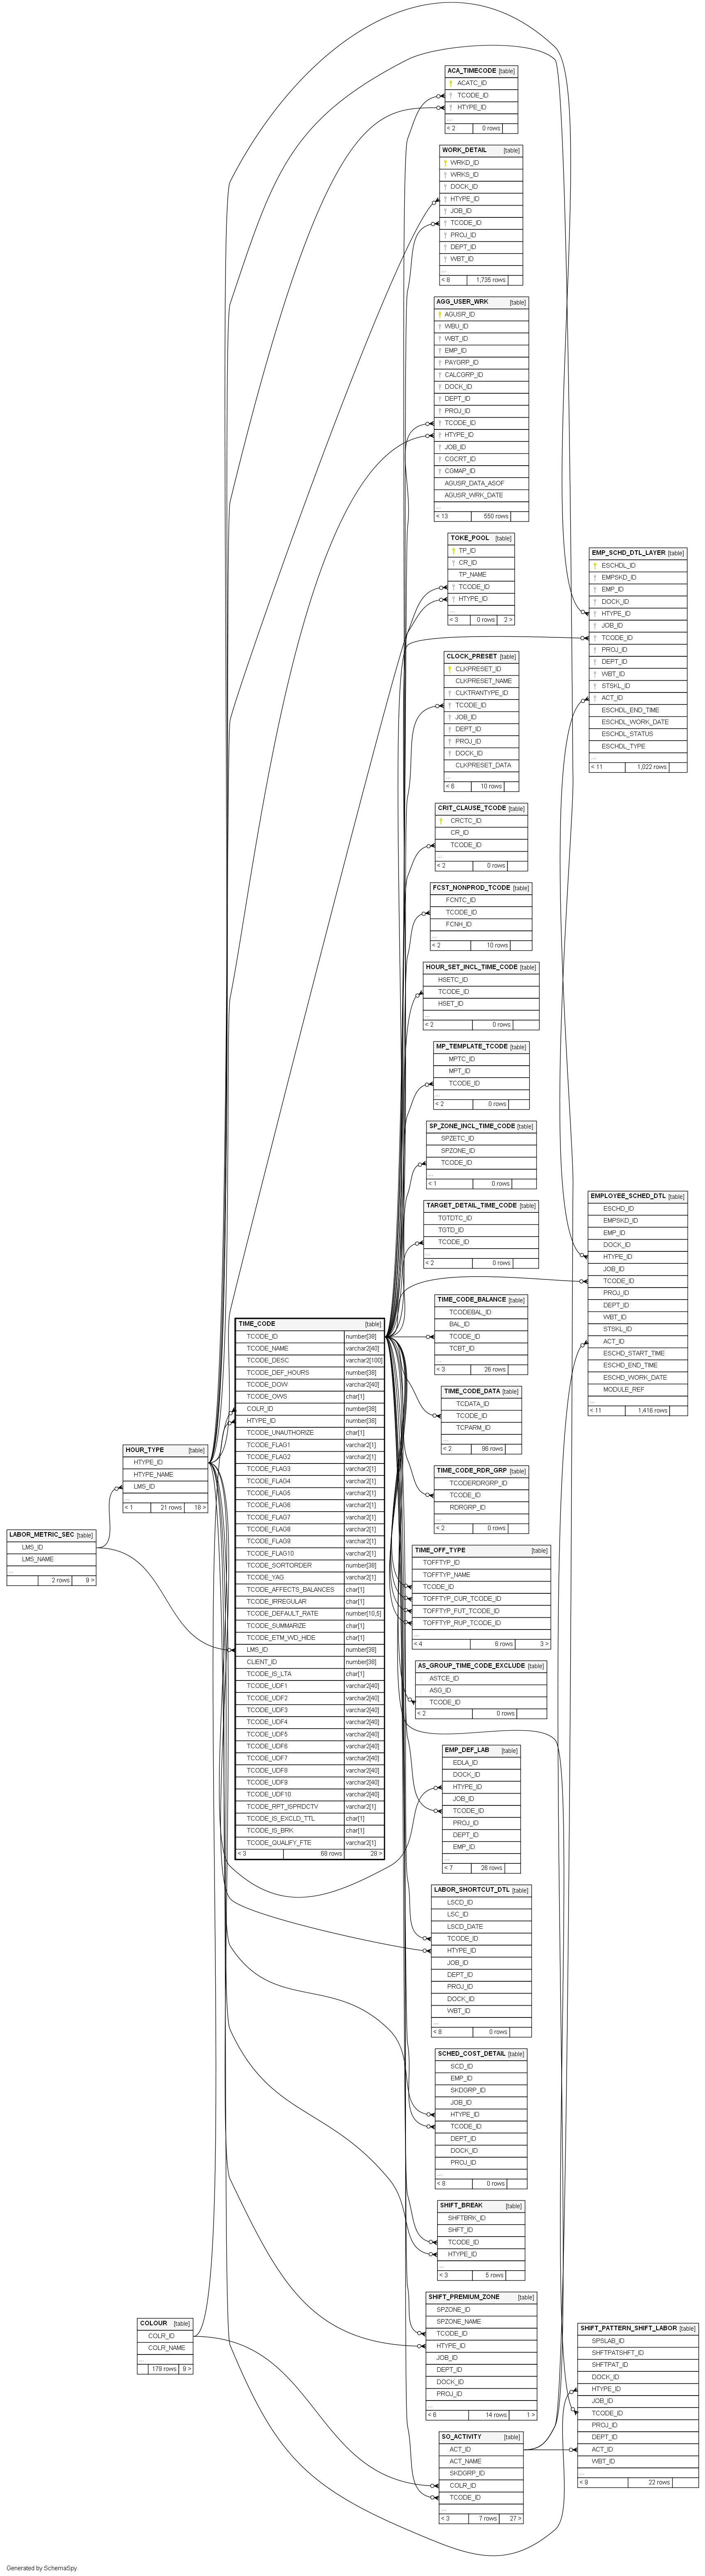 ACA_TIMECODE [table]
ACATC_ID
TCODE_ID
HTYPE_ID
...
< 2 0 rows
WORK_DETAIL [table]
WRKD_ID
WRKS_ID
DOCK_ID
HTYPE_ID
JOB_ID
TCODE_ID
PROJ_ID
DEPT_ID
WBT_ID
...
< 8 1,735 rows
AGG_USER_WRK [table]
AGUSR_ID
WBU_ID
WBT_ID
EMP_ID
PAYGRP_ID
CALCGRP_ID
DOCK_ID
DEPT_ID
PROJ_ID
TCODE_ID
HTYPE_ID
JOB_ID
CGCRT_ID
CGMAP_ID
AGUSR_DATA_ASOF
AGUSR_WRK_DATE
...
< 13 550 rows
TOKE_POOL [table]
TP_ID
CR_ID
TP_NAME
TCODE_ID
HTYPE_ID
...
< 3 0 rows 2 >
EMP_SCHD_DTL_LAYER [table]
ESCHDL_ID
EMPSKD_ID
EMP_ID
DOCK_ID
HTYPE_ID
JOB_ID
TCODE_ID
PROJ_ID
DEPT_ID
WBT_ID
STSKL_ID
ACT_ID
ESCHDL_END_TIME
ESCHDL_WORK_DATE
ESCHDL_STATUS
ESCHDL_TYPE
...
< 11 1,022 rows
CLOCK_PRESET [table]
CLKPRESET_ID
CLKPRESET_NAME
CLKTRANTYPE_ID
TCODE_ID
JOB_ID
DEPT_ID
PROJ_ID
DOCK_ID
CLKPRESET_DATA
...
< 6 10 rows
CRIT_CLAUSE_TCODE [table]
CRCTC_ID
CR_ID
TCODE_ID
...
< 2 0 rows
FCST_NONPROD_TCODE [table]
FCNTC_ID
TCODE_ID
FCNH_ID
...
< 2 10 rows
HOUR_SET_INCL_TIME_CODE [table]
HSETC_ID
TCODE_ID
HSET_ID
...
< 2 0 rows
MP_TEMPLATE_TCODE [table]
MPTC_ID
MPT_ID
TCODE_ID
...
< 2 0 rows
SP_ZONE_INCL_TIME_CODE [table]
SPZETC_ID
SPZONE_ID
TCODE_ID
...
< 1 0 rows
TARGET_DETAIL_TIME_CODE [table]
TGTDTC_ID
TGTD_ID
TCODE_ID
...
< 2 0 rows
EMPLOYEE_SCHED_DTL [table]
ESCHD_ID
EMPSKD_ID
EMP_ID
DOCK_ID
HTYPE_ID
JOB_ID
TCODE_ID
PROJ_ID
DEPT_ID
WBT_ID
STSKL_ID
ACT_ID
ESCHD_START_TIME
ESCHD_END_TIME
ESCHD_WORK_DATE
MODULE_REF
...
< 11 1,416 rows
TIME_CODE_BALANCE [table]
TCODEBAL_ID
BAL_ID
TCODE_ID
TCBT_ID
...
< 3 26 rows
TIME_CODE_DATA [table]
TCDATA_ID
TCODE_ID
TCPARM_ID
...
< 2 96 rows
TIME_CODE_RDR_GRP [table]
TCODERDRGRP_ID
TCODE_ID
RDRGRP_ID
...
< 2 0 rows
TIME_CODE [table]
TCODE_ID number[38]
TCODE_NAME varchar2[40]
TCODE_DESC varchar2[100]
TCODE_DEF_HOURS number[38]
TCODE_DOW varchar2[40]
TCODE_OWS char[1]
COLR_ID number[38]
HTYPE_ID number[38]
TCODE_UNAUTHORIZE char[1]
TCODE_FLAG1 varchar2[1]
TCODE_FLAG2 varchar2[1]
TCODE_FLAG3 varchar2[1]
TCODE_FLAG4 varchar2[1]
TCODE_FLAG5 varchar2[1]
TCODE_FLAG6 varchar2[1]
TCODE_FLAG7 varchar2[1]
TCODE_FLAG8 varchar2[1]
TCODE_FLAG9 varchar2[1]
TCODE_FLAG10 varchar2[1]
TCODE_SORTORDER number[38]
TCODE_YAG varchar2[1]
TCODE_AFFECTS_BALANCES char[1]
TCODE_IRREGULAR char[1]
TCODE_DEFAULT_RATE number[10,5]
TCODE_SUMMARIZE char[1]
TCODE_ETM_WD_HIDE char[1]
LMS_ID number[38]
CLIENT_ID number[38]
TCODE_IS_LTA char[1]
TCODE_UDF1 varchar2[40]
TCODE_UDF2 varchar2[40]
TCODE_UDF3 varchar2[40]
TCODE_UDF4 varchar2[40]
TCODE_UDF5 varchar2[40]
TCODE_UDF6 varchar2[40]
TCODE_UDF7 varchar2[40]
TCODE_UDF8 varchar2[40]
TCODE_UDF9 varchar2[40]
TCODE_UDF10 varchar2[40]
TCODE_RPT_ISPRDCTV varchar2[1]
TCODE_IS_EXCLD_TTL char[1]
TCODE_IS_BRK char[1]
TCODE_QUALIFY_FTE varchar2[1]
< 3 68 rows 28 >
HOUR_TYPE [table]
HTYPE_ID
HTYPE_NAME
LMS_ID
...
< 1 21 rows 18 >
LABOR_METRIC_SEC [table]
LMS_ID
LMS_NAME
...
2 rows 9 >
TIME_OFF_TYPE [table]
TOFFTYP_ID
TOFFTYP_NAME
TCODE_ID
TOFFTYP_CUR_TCODE_ID
TOFFTYP_FUT_TCODE_ID
TOFFTYP_RUP_TCODE_ID
...
< 4 6 rows 3 >
AS_GROUP_TIME_CODE_EXCLUDE [table]
ASTCE_ID
ASG_ID
TCODE_ID
...
< 2 0 rows
EMP_DEF_LAB [table]
EDLA_ID
DOCK_ID
HTYPE_ID
JOB_ID
TCODE_ID
PROJ_ID
DEPT_ID
EMP_ID
...
< 7 26 rows
LABOR_SHORTCUT_DTL [table]
LSCD_ID
LSC_ID
LSCD_DATE
TCODE_ID
HTYPE_ID
JOB_ID
DEPT_ID
PROJ_ID
DOCK_ID
WBT_ID
...
< 8 0 rows
SCHED_COST_DETAIL [table]
SCD_ID
EMP_ID
SKDGRP_ID
JOB_ID
HTYPE_ID
TCODE_ID
DEPT_ID
DOCK_ID
PROJ_ID
...
< 8 0 rows
SHIFT_BREAK [table]
SHFTBRK_ID
SHFT_ID
TCODE_ID
HTYPE_ID
...
< 3 5 rows
SHIFT_PREMIUM_ZONE [table]
SPZONE_ID
SPZONE_NAME
TCODE_ID
HTYPE_ID
JOB_ID
DEPT_ID
DOCK_ID
PROJ_ID
...
< 6 14 rows 1 >
COLOUR [table]
COLR_ID
COLR_NAME
...
179 rows 9 >
SHIFT_PATTERN_SHIFT_LABOR [table]
SPSLAB_ID
SHFTPATSHFT_ID
SHFTPAT_ID
DOCK_ID
HTYPE_ID
JOB_ID
TCODE_ID
PROJ_ID
DEPT_ID
ACT_ID
WBT_ID
...
< 9 22 rows
SO_ACTIVITY [table]
ACT_ID
ACT_NAME
SKDGRP_ID
COLR_ID
TCODE_ID
...
< 3 7 rows 27 >
Generated by SchemaSpy